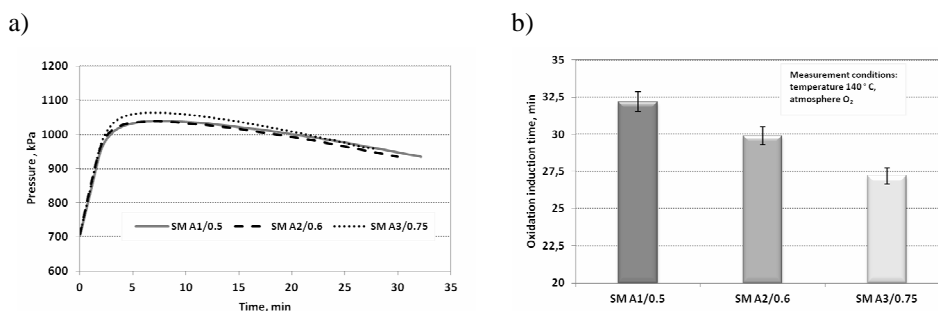 a)
1200
1100
1000
900
800
700
600
Pressure , kPa
SM A1/0.5 SM A2/0.6 SM A3/0.75
0 5 10 15 20 25 30 35
Time, min
b)
35
32,5
30
27,5
25
22,5
20
Oxidation induction time, min
Measurement conditions:
temperature 140 ° C,
atmosphere O₂
SM A1/0.5 SM A2/0.6 SM A3/0.75